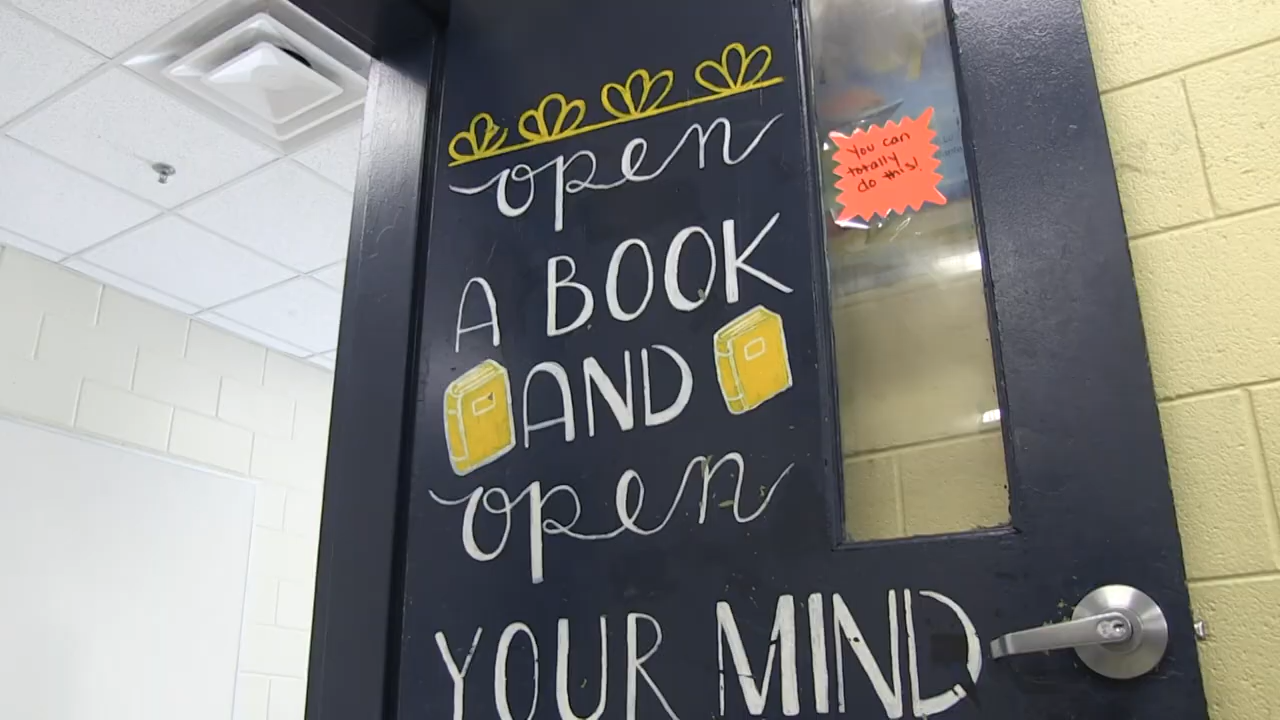 open
A BOOK
AND
open
YOUR MIND
You can
totally
do this!